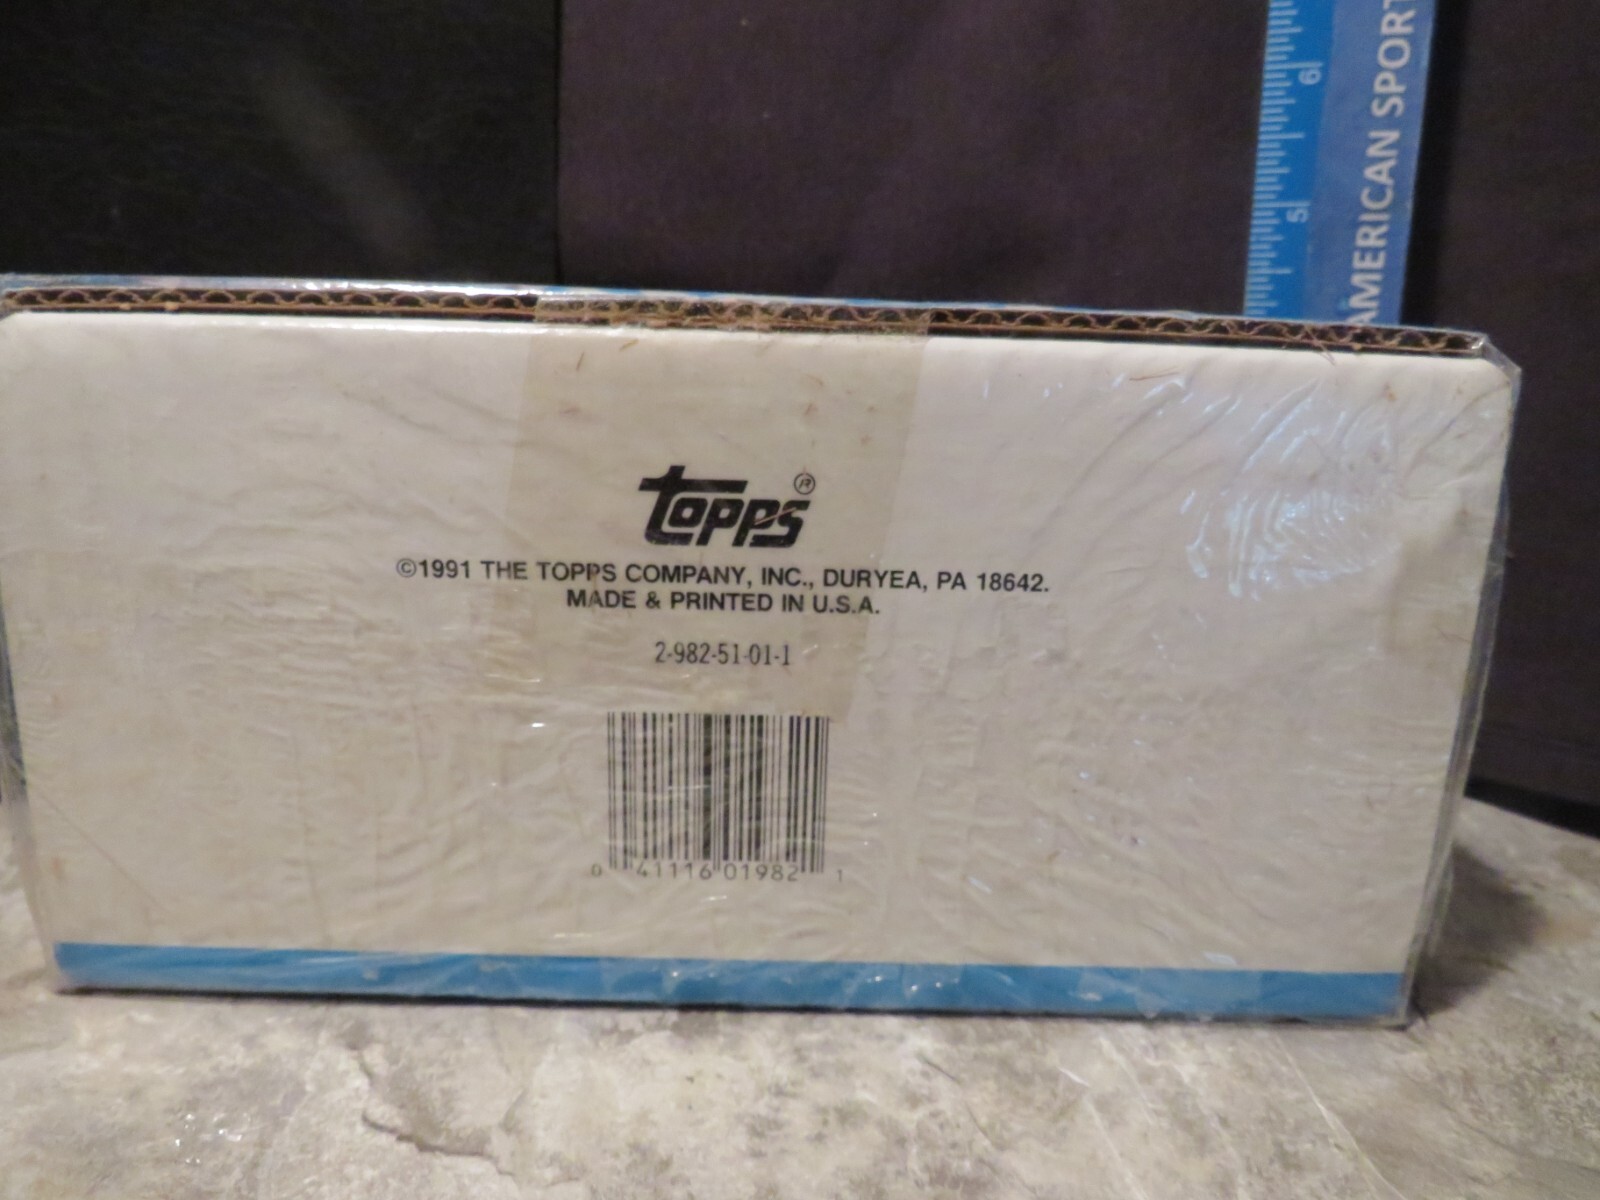 6
5
AMERICAN SPORT
topps®
©1991 THE TOPPS COMPANY, INC., DURYEA, PA 18642.
MADE & PRINTED IN U.S.A.
2-982-51-01-1
0 41116 01982 1